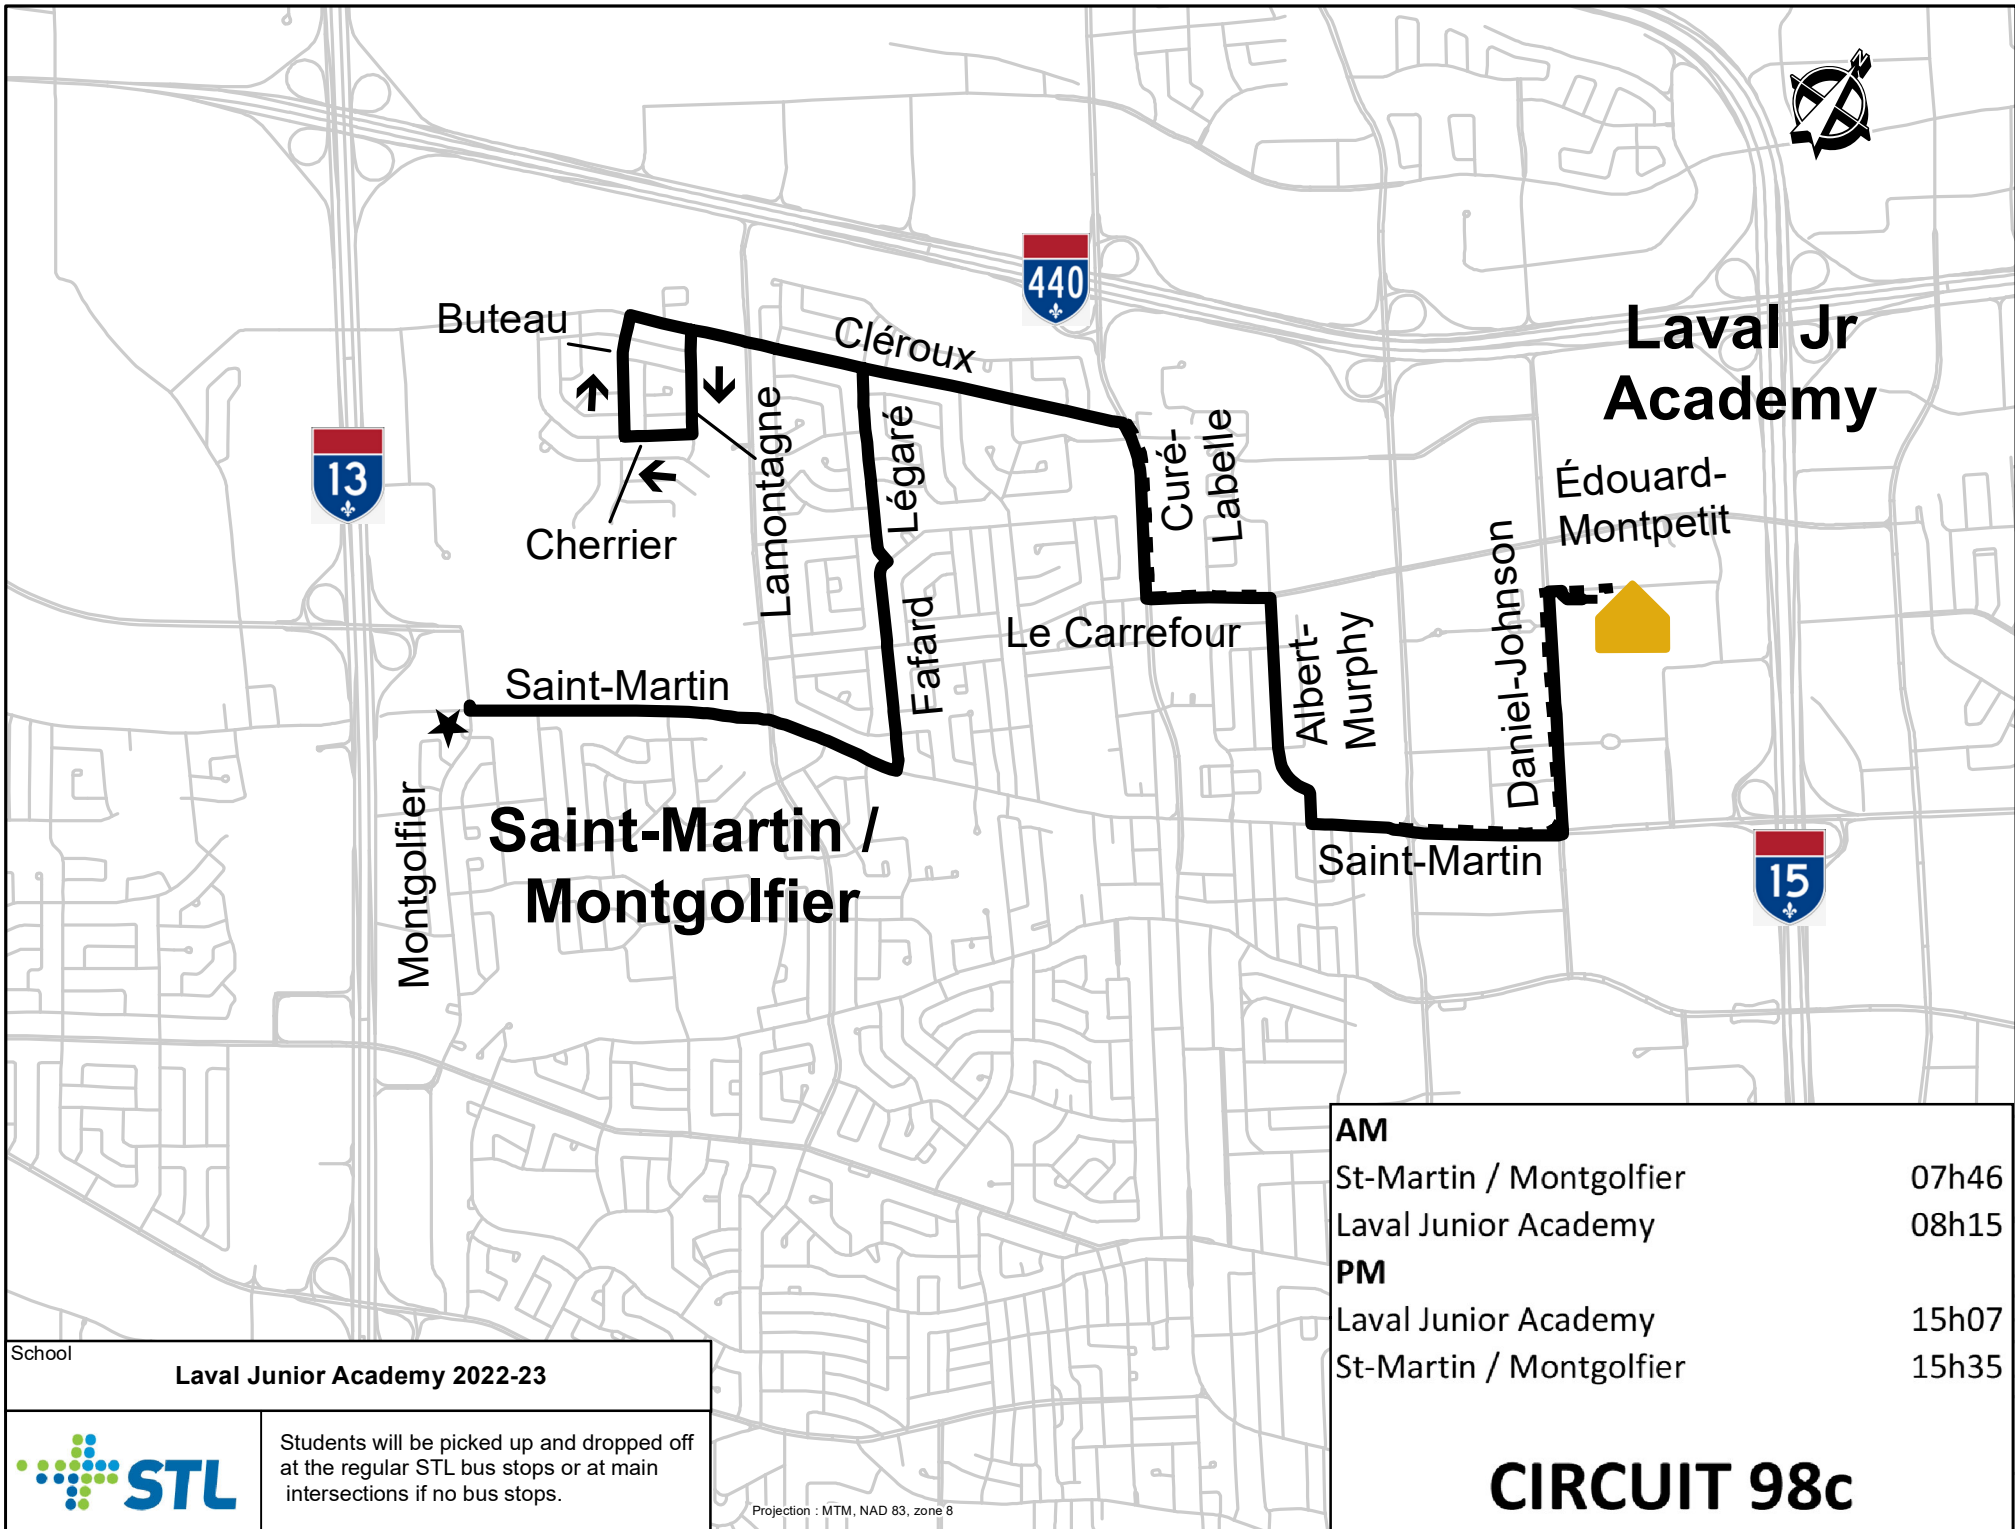 N
440
Laval Jr
Academy
Buteau
Cléroux
13
Lamontagne
Légaré
Curé-
Labelle
Édouard-
Montpetit
Cherrier
Daniel-Johnson
Fafard
Le Carrefour
Albert-
Murphy
Saint-Martin
Montgolfier
Saint-Martin /
Montgolfier
Saint-Martin
15
AM
St-Martin / Montgolfier 07h46
Laval Junior Academy 08h15
PM
Laval Junior Academy 15h07
St-Martin / Montgolfier 15h35
CIRCUIT 98c
School
Laval Junior Academy 2022-23
STL
Students will be picked up and dropped off
at the regular STL bus stops or at main
intersections if no bus stops.
Projection : MTM, NAD 83, zone 8